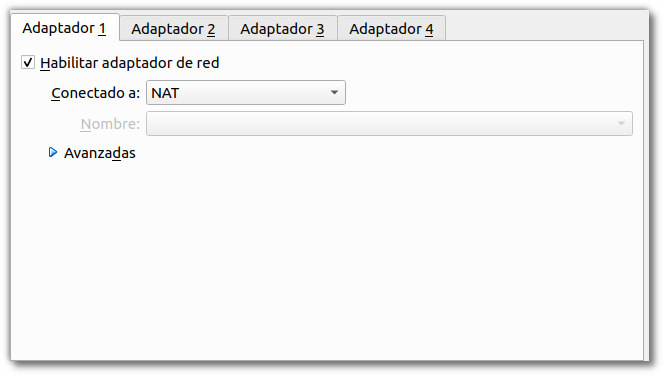 Adaptador 1 Adaptador 2 Adaptador 3 Adaptador 4
Habilitar adaptador de red
Conectado a: NAT
Nombre:
Avanzadas